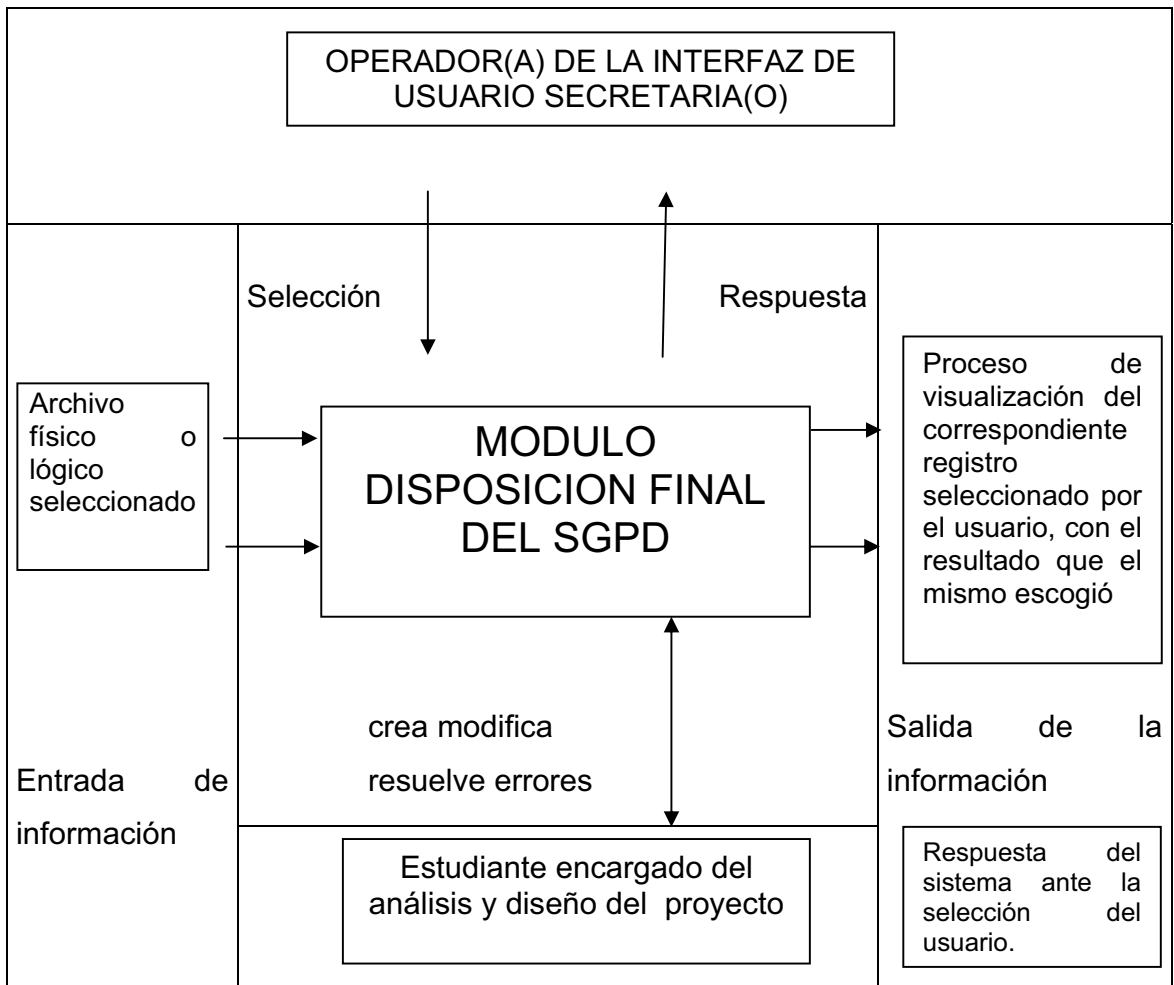 OPERADOR(A) DE LA INTERFAZ DE
USUARIO SECRETARIA(O)
Selección
Respuesta
Archivo
físico o
lógico
seleccionado
MODULO
DISPOSICION FINAL
DEL SGPD
Proceso de
visualización del
correspondiente
registro
seleccionado por
el usuario, con el
resultado que el
mismo escogió
crea modifica
resuelve errores
Entrada de
información
Salida de la
información
Estudiante encargado del
análisis y diseño del proyecto
Respuesta del
sistema ante la
selección del
usuario.